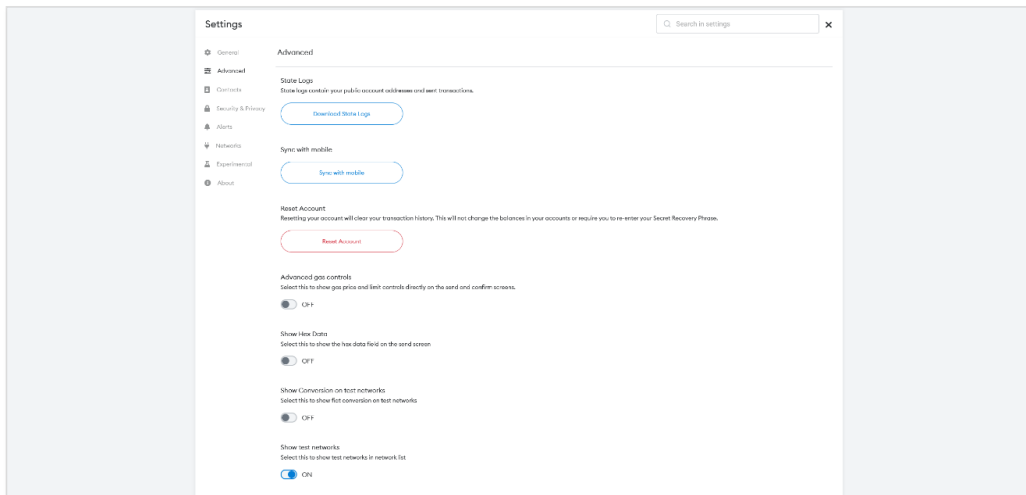 Settings
Search in settings
General
Advanced
Contacts
Security & Privacy
Alerts
Networks
Experimental
About
Advanced
State Logs
State logs contain your public account addresses and sent transactions.
Download State Logs
Sync with mobile
Sync with mobile
Reset Account
Resetting your account will clear your transaction history. This will not change the balances in your accounts or require you to re-enter your Secret Recovery Phrase.
Reset Account
Advanced gas controls
Select this to show gas price and limit controls directly on the send and confirm screens.
OFF
Show Hex Data
Select this to show the hex data field on the send screen
OFF
Show Conversion on test networks
Select this to show fiat conversion on test networks
OFF
Show test networks
Select this to show test networks in network list
ON